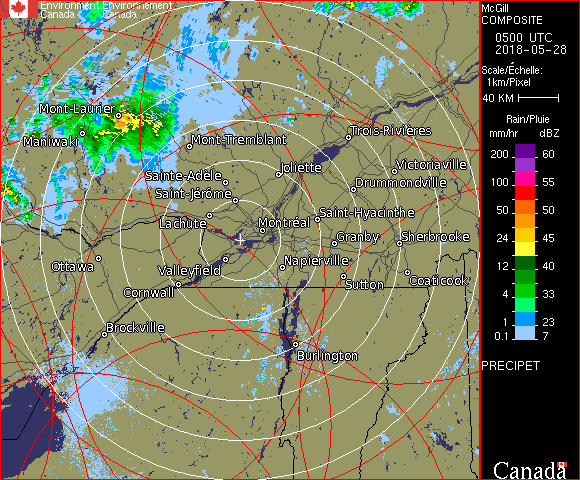 Environment Environnement
Canada Canada
McGill
COMPOSITE
0500 UTC
2018-05-28
Scale/Échelle:
1km/Pixel
40 KM
Rain/Pluie
mm/hr dBZ
200 60
100 55
50 50
24 45
12 40
4 33
1 23
0.1 7
PRECIPET
Canada
Mont-Laurier
Maniwaki
Mont-Tremblant
Trois-Rivières
Sainte-Adèle
Joliette
Victoriaville
Saint-Jérôme
Drummondville
Lachute
Montréal
Saint-Hyacinthe
Granby
Sherbrooke
Ottawa
Valleyfield
Napierville
Cornwall
Sutton
Coaticook
Brockville
Burlington